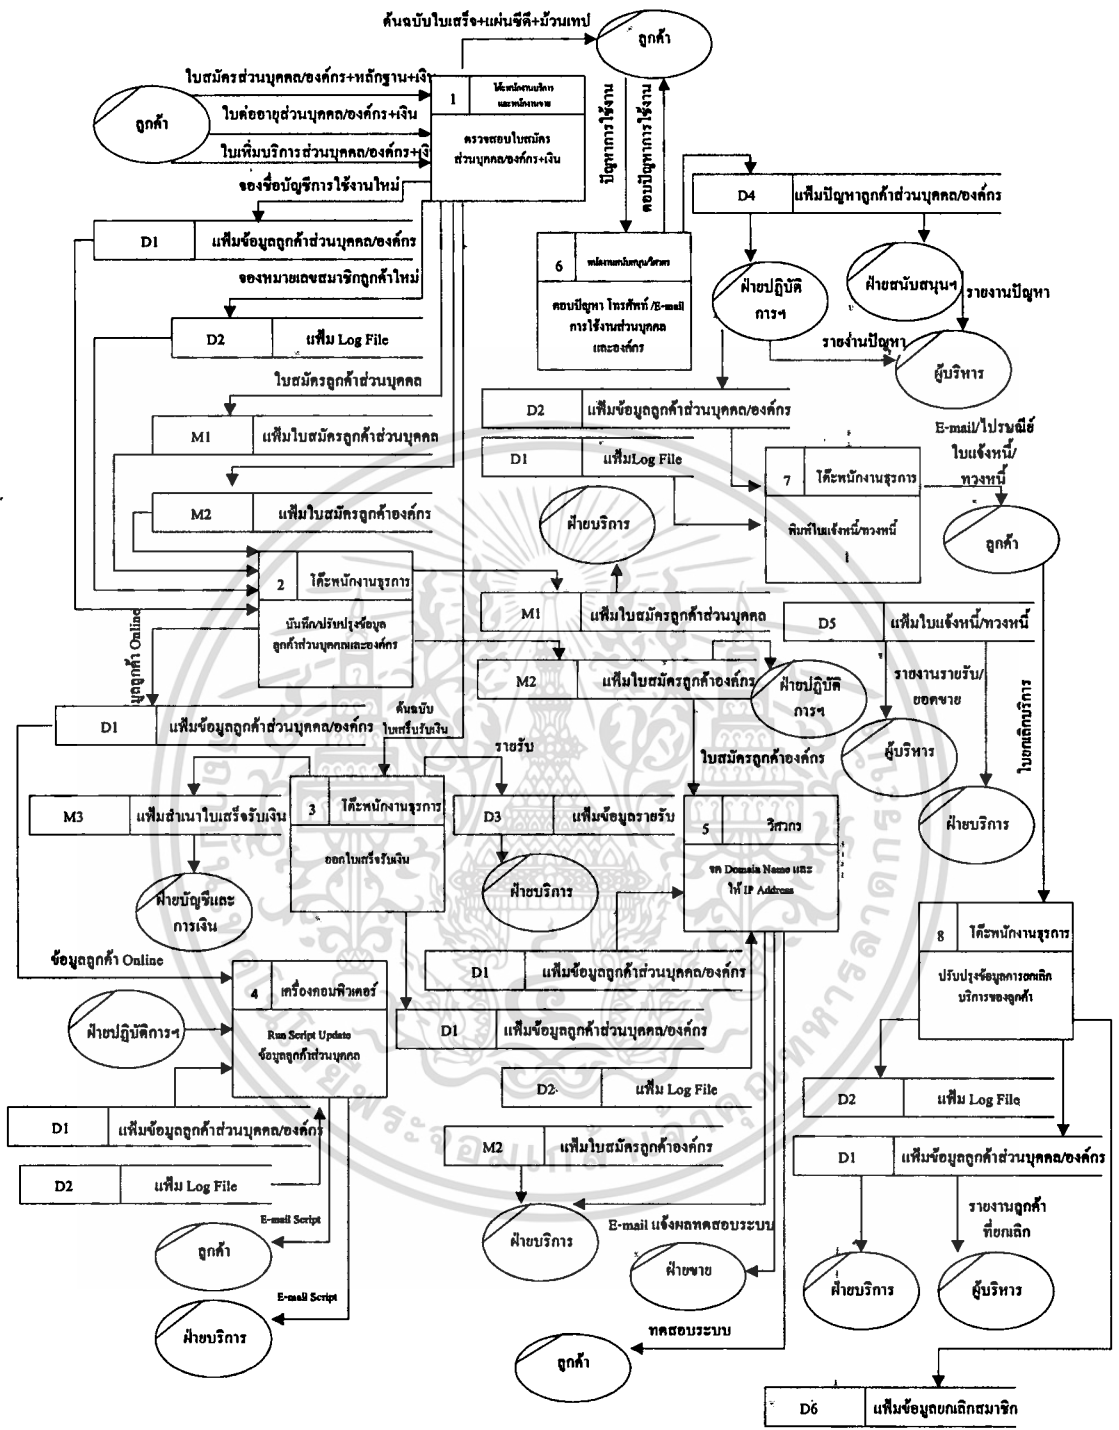 ต้นฉบับใบเสร็จ+แผ่นซีดี+ม้วนเทป
ลูกค้า
ใบสมัครส่วนบุคคล/องค์กร+หลักฐาน+เงิน
ลูกค้า
ใบต่ออายุส่วนบุคคล/องค์กร+เงิน
ใบเพิ่มบริการส่วนบุคคล/องค์กร+เงิน
1
โต๊ะพนักงานบริการ
และพนักงานขาย
ตรวจสอบใบสมัคร
ส่วนบุคคล/องค์กร+เงิน
ปัญหาการใช้งาน
ตอบปัญหาการใช้งาน
จองชื่อบัญชีการใช้งานใหม่
D1 แฟ้มข้อมูลลูกค้าส่วนบุคคล/องค์กร
จองหมายเลขสมาชิกลูกค้าใหม่
D2 แฟ้ม Log File
ใบสมัครลูกค้าส่วนบุคคล
M1 แฟ้มใบสมัครลูกค้าส่วนบุคคล
M2 แฟ้มใบสมัครลูกค้าองค์กร
D4 แฟ้มปัญหาลูกค้าส่วนบุคคล/องค์กร
6 พนักงานสนับสนุน/วิศวกร
ตอบปัญหา โทรศัพท์ /E-mail
การใช้งานส่วนบุคคล
และองค์กร
ฝ่ายปฏิบัติ
การฯ
ฝ่ายสนับสนุนฯ
รายงานปัญหา
รายงานปัญหา
ผู้บริหาร
D2 แฟ้มข้อมูลลูกค้าส่วนบุคคล/องค์กร
D1 แฟ้มLog File
E-mail/ไปรษณีย์
ใบแจ้งหนี้/
ทวงหนี้
7 โต๊ะพนักงานธุรการ
พิมพ์ใบแจ้งหนี้/ทวงหนี้
ลูกค้า
ฝ่ายบริการ
2 โต๊ะพนักงานธุรการ
บันทึก/ปรับปรุงข้อมูล
ลูกค้าส่วนบุคคลและองค์กร
M1 แฟ้มใบสมัครลูกค้าส่วนบุคคล
M2 แฟ้มใบสมัครลูกค้าองค์กร
ฝ่ายปฏิบัติ
การฯ
D5 แฟ้มใบแจ้งหนี้/ทวงหนี้
รายงานรายรับ/
ยอดขาย
ผู้บริหาร
ฝ่ายบริการ
ใบยกเลิกบริการ
มูลลูกค้า Online
D1 แฟ้มข้อมูลลูกค้าส่วนบุคคล/องค์กร
ต้นฉบับ
ใบเสร็บรับเงิน
รายรับ
ใบสมัครลูกค้าองค์กร
M3 แฟ้มสำเนาใบเสร็จรับเงิน
3 โต๊ะพนักงานธุรการ
ออกใบเสร็จรับเงิน
D3 แฟ้มข้อมูลรายรับ
ฝ่ายบริการ
5 วิศวกร
จด Domain Name และ
ให้ IP Address
ฝ่ายบัญชีและ
การเงิน
ข้อมูลลูกค้า Online
4 เครื่องคอมพิวเตอร์
Run Script Update
ข้อมูลลูกค้าส่วนบุคคล
ฝ่ายปฏิบัติการฯ
D1 แฟ้มข้อมูลลูกค้าส่วนบุคคล/องค์กร
D1 แฟ้มข้อมูลลูกค้าส่วนบุคคล/องค์กร
D2 แฟ้ม Log File
8 โต๊ะพนักงานธุรการ
ปรับปรุงข้อมูลการยกเลิก
บริการของลูกค้า
D1 แฟ้มข้อมูลลูกค้าส่วนบุคคล/องค์กร
D2 แฟ้ม Log File
M2 แฟ้มใบสมัครลูกค้าองค์กร
D2 แฟ้ม Log File
D1 แฟ้มข้อมูลลูกค้าส่วนบุคคล/องค์กร
E-mail Script
ลูกค้า
E-mail Script
ฝ่ายบริการ
ฝ่ายบริการ
E-mail แจ้งผลทดสอบระบบ
ฝ่ายขาย
ทดสอบระบบ
ลูกค้า
รายงานลูกค้า
ที่ยกเลิก
ฝ่ายบริการ
ผู้บริหาร
D6 แฟ้มข้อมูลยกเลิกสมาชิก